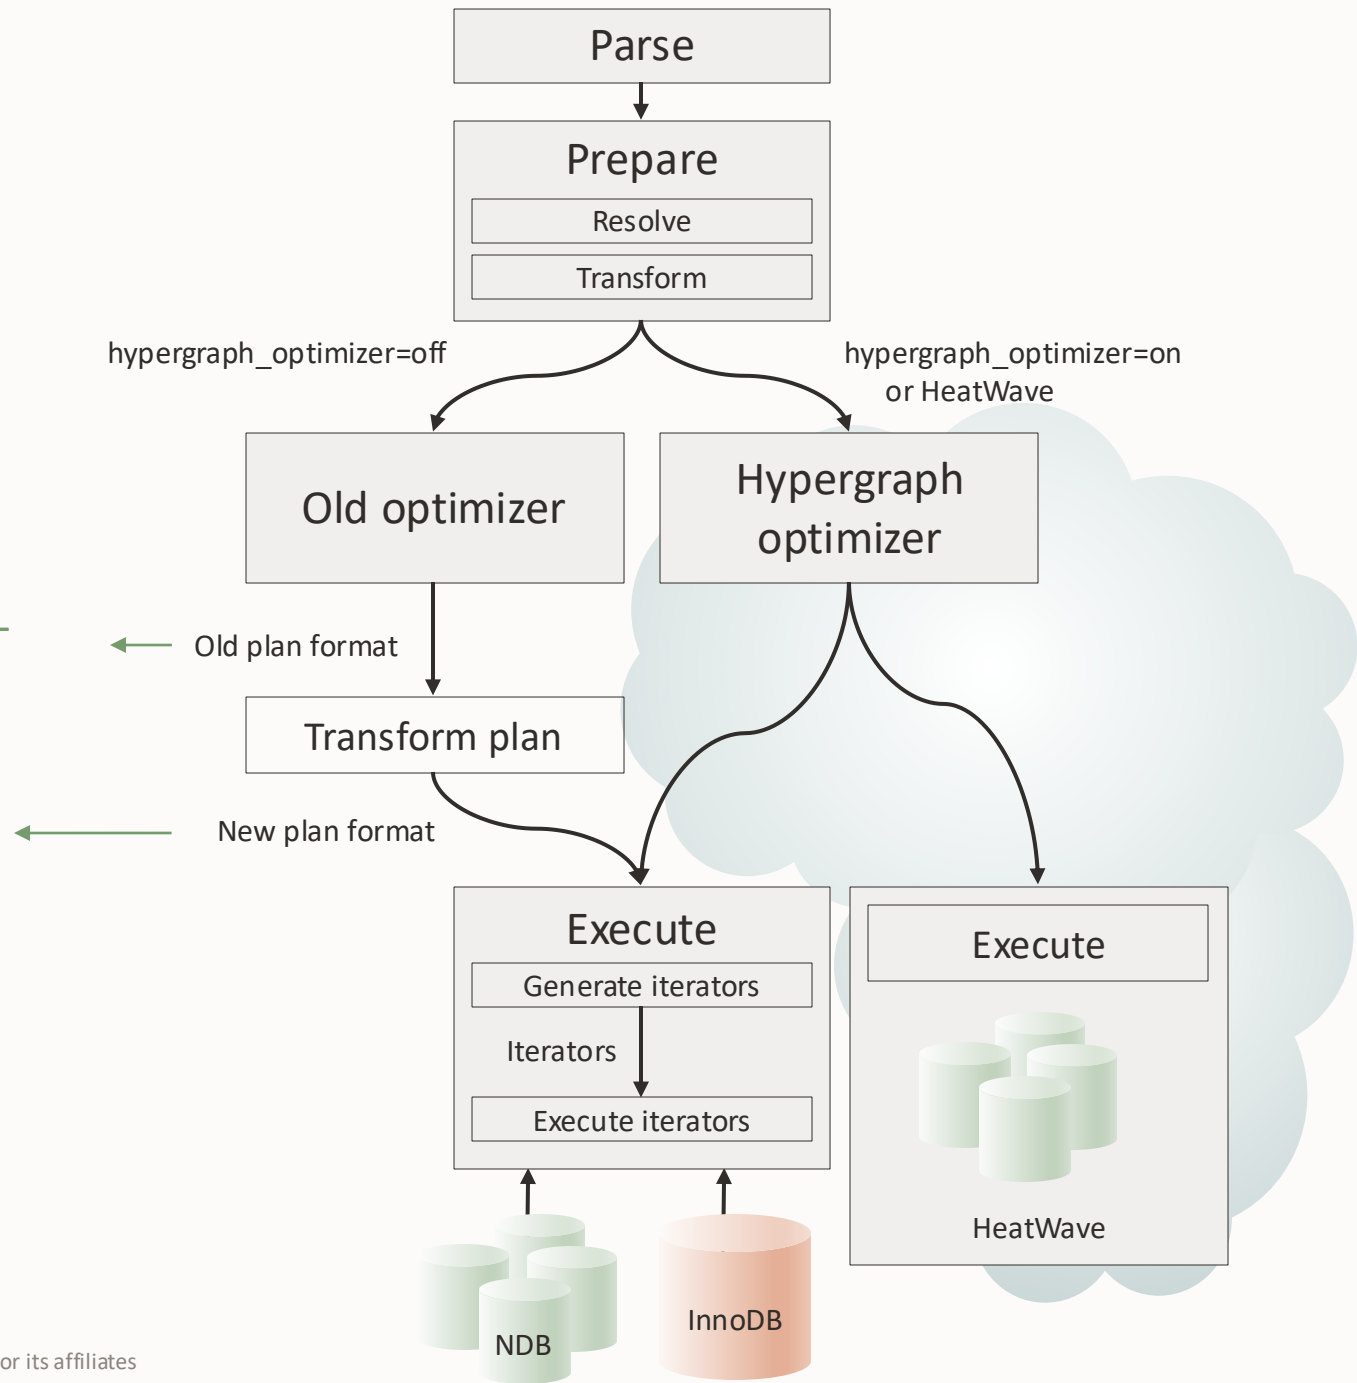 Parse
Prepare
Resolve
Transform
hypergraph_optimizer=off
hypergraph_optimizer=on
or HeatWave
Old optimizer
Hypergraph
optimizer
Old plan format
Transform plan
New plan format
Execute
Generate iterators
Iterators
Execute iterators
Execute
HeatWave
NDB
InnoDB
or its affiliates